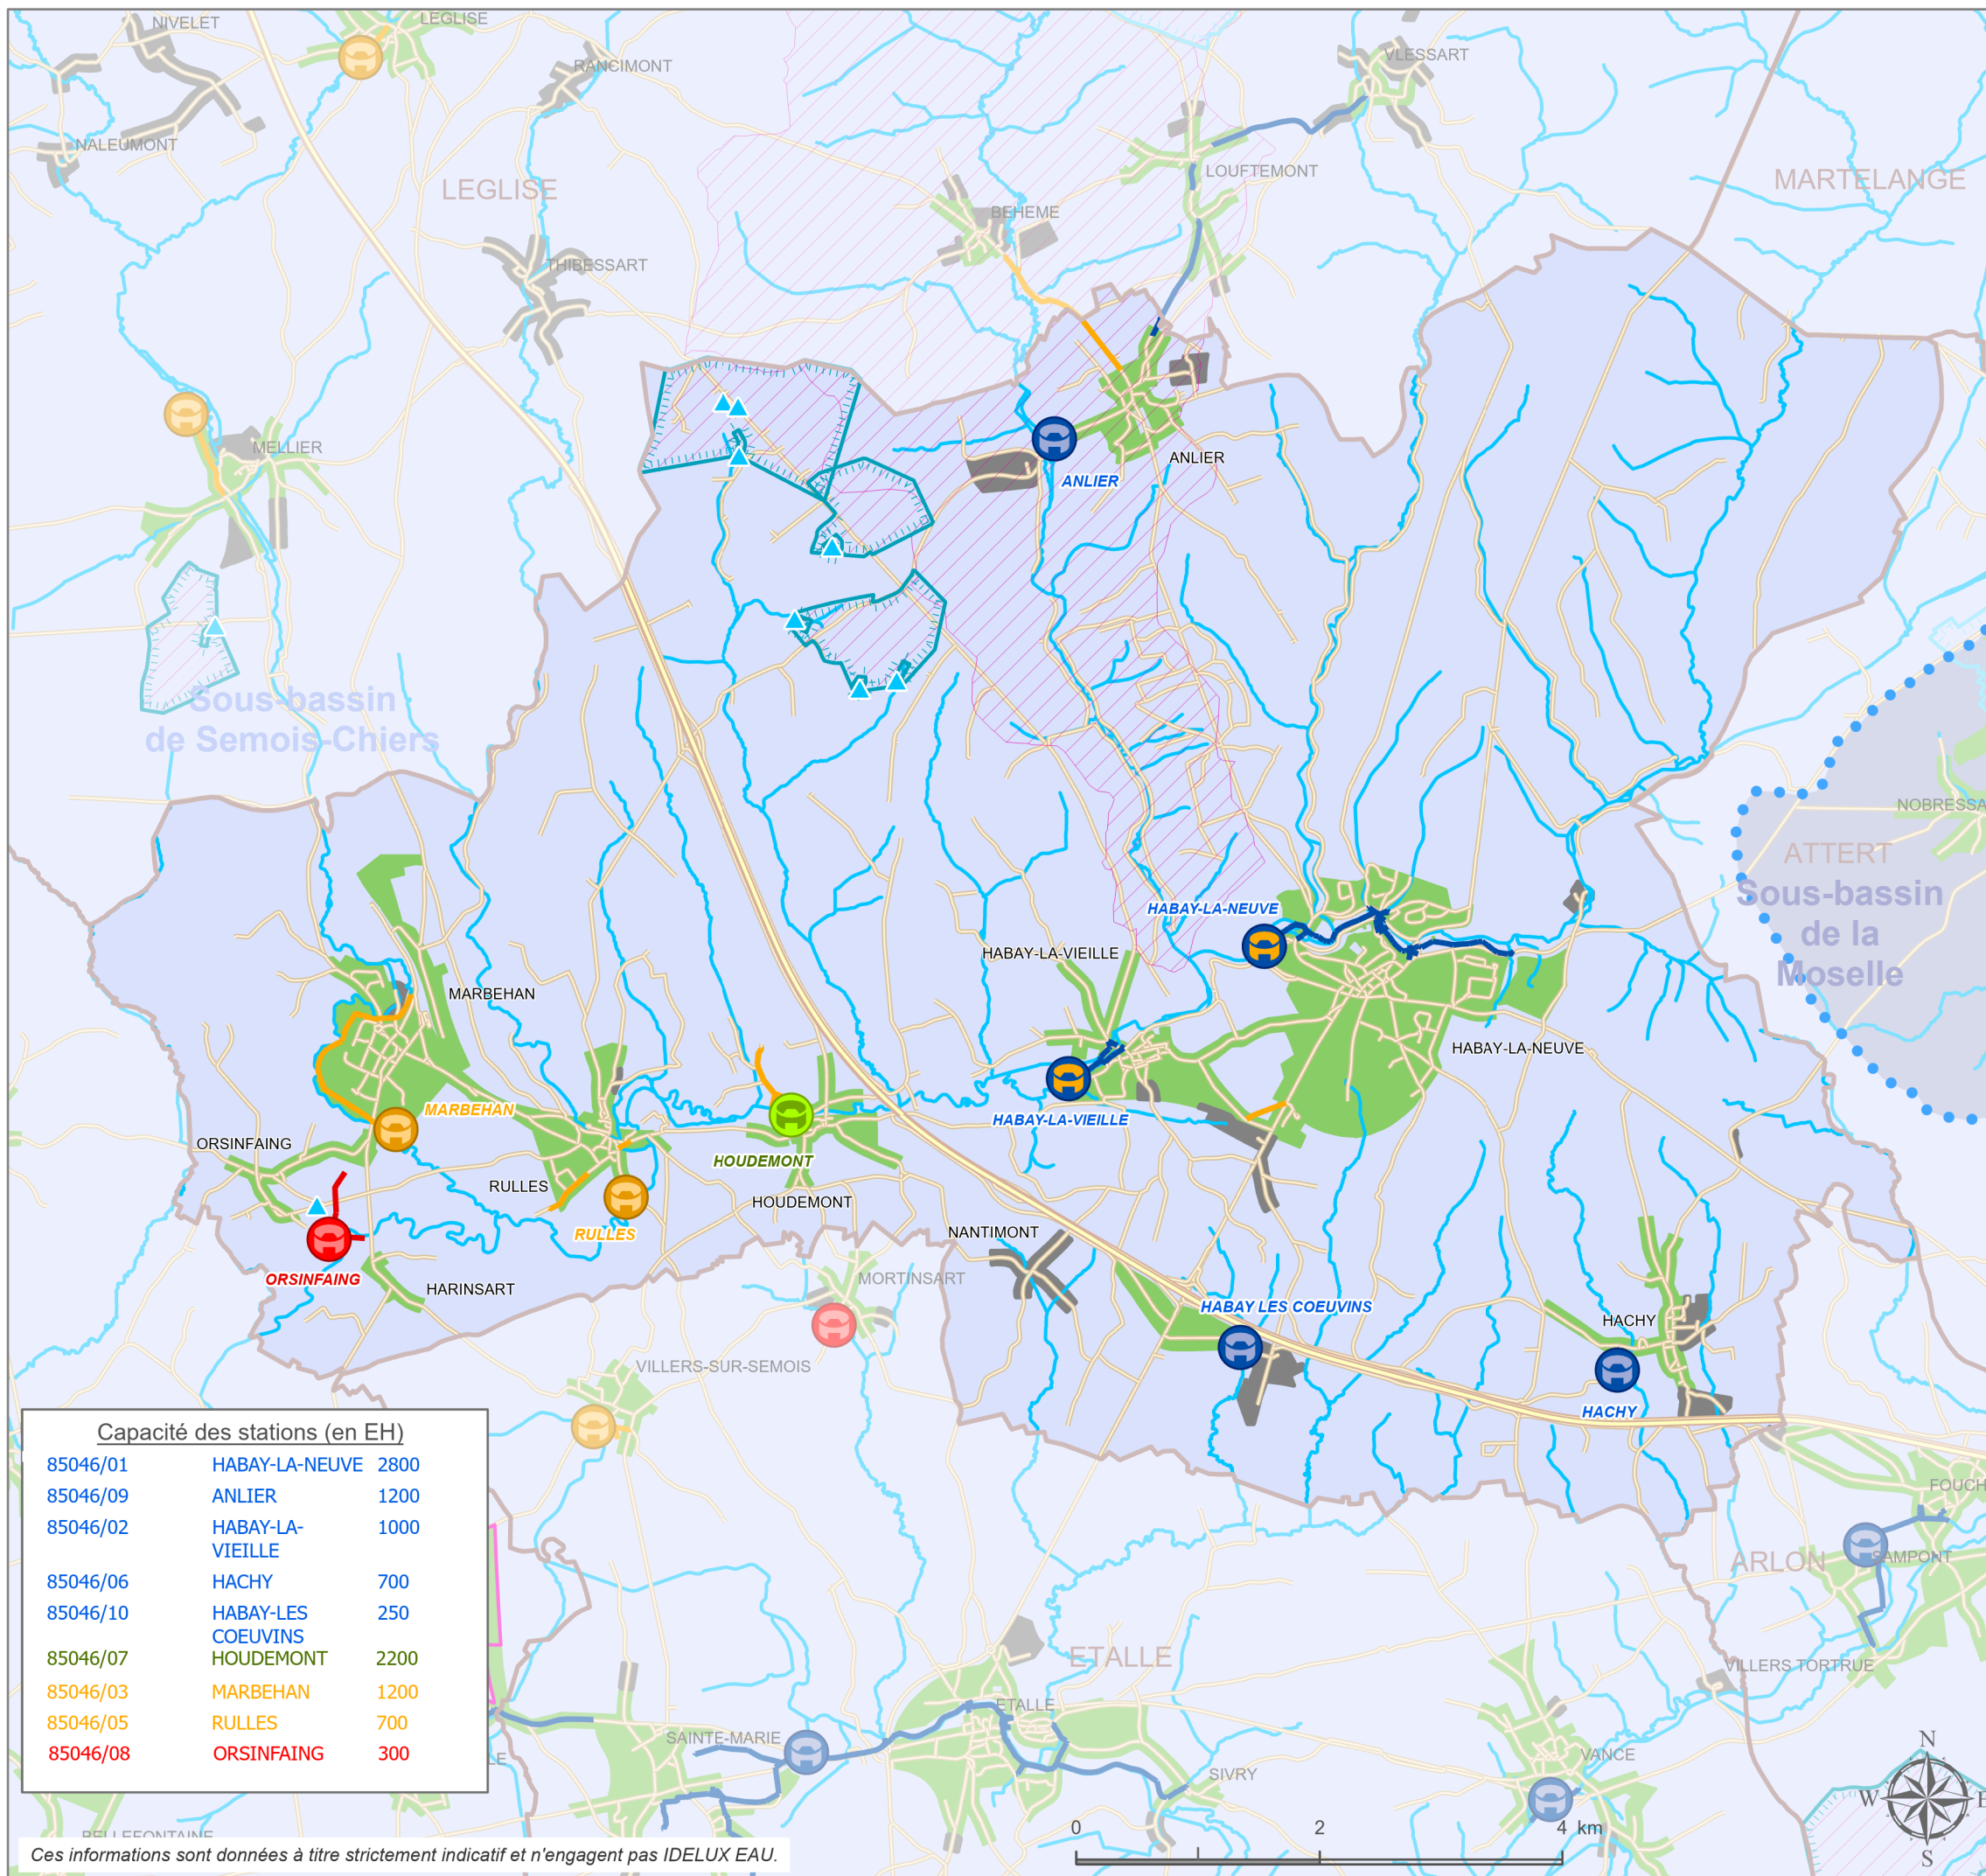 NIVELET
LEGLISE
RANCIMONT
VLESSART
NALEUMONT
LOUFTEMONT
LEGLISE
MARTELANGE
BEHEME
THIBESSART
MELLIER
ANLIER
ANLIER
Sous-bassin
de Semois-Chiers
NOBRESSA
ATTERT
Sous-bassin
de la
Moselle
HABAY-LA-NEUVE
HABAY-LA-VIEILLE
MARBEHAN
HABAY-LA-NEUVE
MARBEHAN
HABAY-LA-VIEILLE
ORSINFAING
HOUDEMONT
RULLES
HOUDEMONT
RULLES
NANTIMONT
ORSINFAING
HARINSART
MORTINSART
HABAY LES COEUVINS
HACHY
VILLERS-SUR-SEMOIS
HACHY
Capacité des stations (en EH)
85046/01 HABAY-LA-NEUVE 2800
85046/09 ANLIER 1200
85046/02 HABAY-LA- 1000
VIEILLE
85046/06 HACHY 700
85046/10 HABAY-LES 250
COEUVINS
85046/07 HOUDEMONT 2200
85046/03 MARBEHAN 1200
85046/05 RULLES 700
85046/08 ORSINFAING 300
FOUCH
ARLON
SAMPONT
ETALLE
VILLERS TORTRUE
ETALLE
SAINTE-MARIE
LE
SIVRY
VANCE
N
W
E
S
0 2 4 km
BELLEFONTAINE
Ces informations sont données à titre strictement indicatif et n'engagent pas IDELUX EAU.